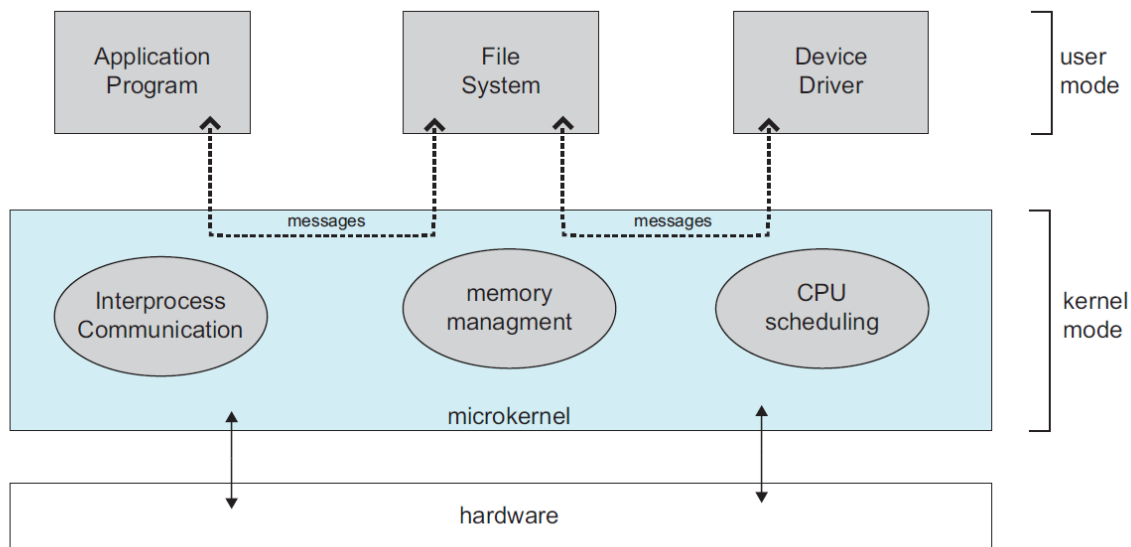 Application
Program
File
System
Device
Driver
user
mode
messages
messages
Interprocess
Communication
memory
managment
CPU
scheduling
kernel
mode
microkernel
hardware